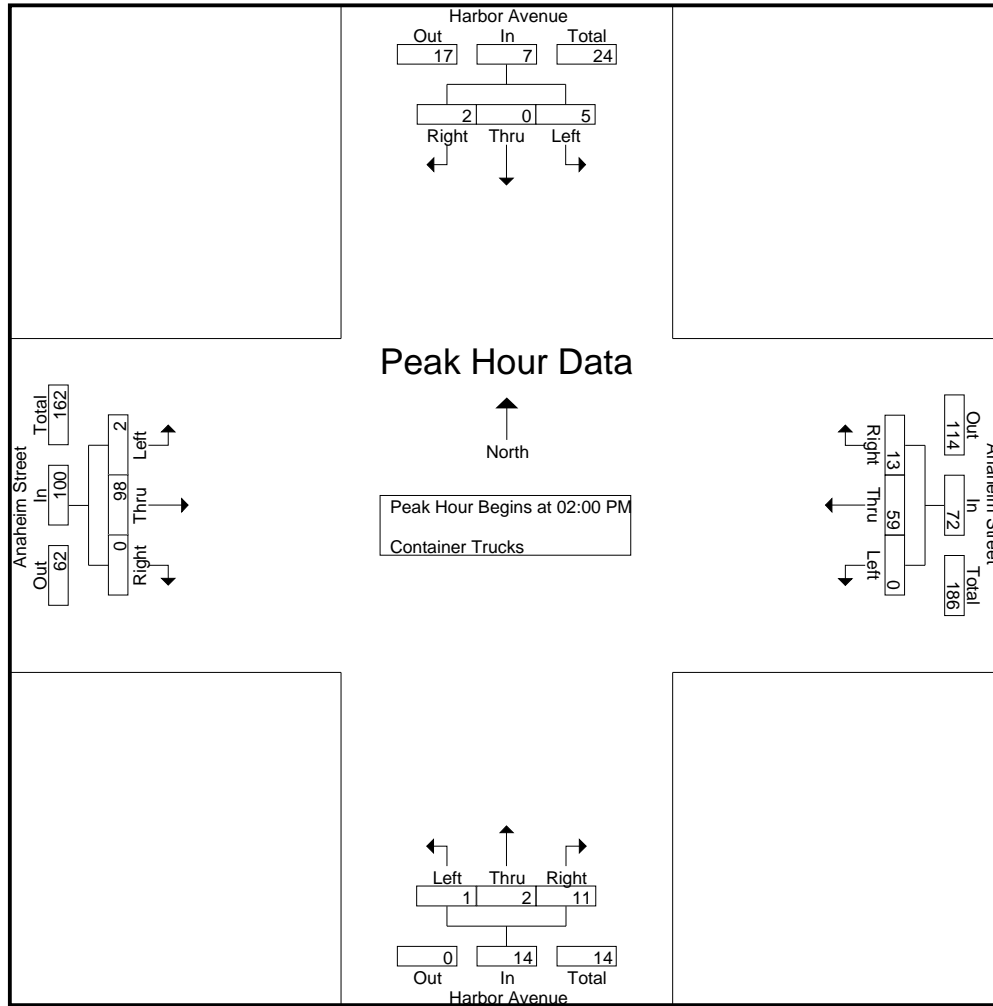 Harbor Avenue
Out In Total
17 7 24
2 0 5
Right Thru Left
Peak Hour Data
North
Peak Hour Begins at 02:00 PM
Container Trucks
Anaheim Street
Total In Out
162 100 62
2 98 0
Left Thru Right
Anaheim Street
Out In Total
114 72 186
13 59 0
Right Thru Left
Left Thru Right
1 2 11
0 14 14
Out In Total
Harbor Avenue